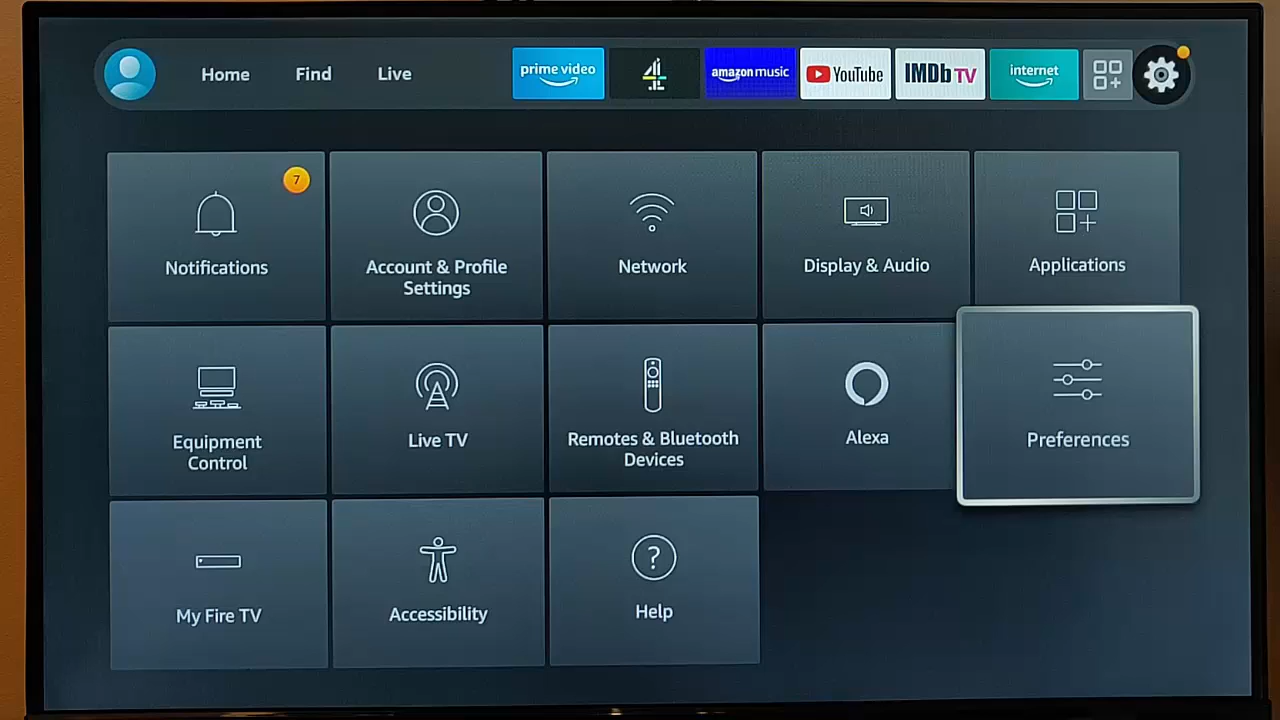 Home
Find
Live
prime video
4
amazon music
YouTube
IMDb TV
internet
7
Notifications
Account & Profile
Settings
Network
Display & Audio
Applications
Equipment
Control
Live TV
Remotes & Bluetooth
Devices
Alexa
Preferences
My Fire TV
Accessibility
?
Help